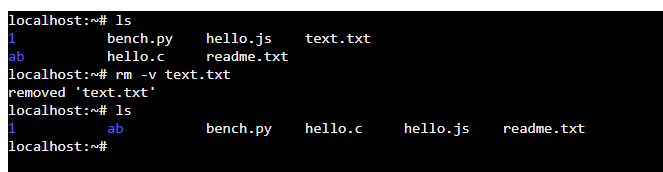 localhost:~# ls
1 bench.py hello.js text.txt
ab hello.c readme.txt
localhost:~# rm -v text.txt
removed 'text.txt'
localhost:~# ls
1 ab bench.py hello.c hello.js readme.txt
localhost:~#